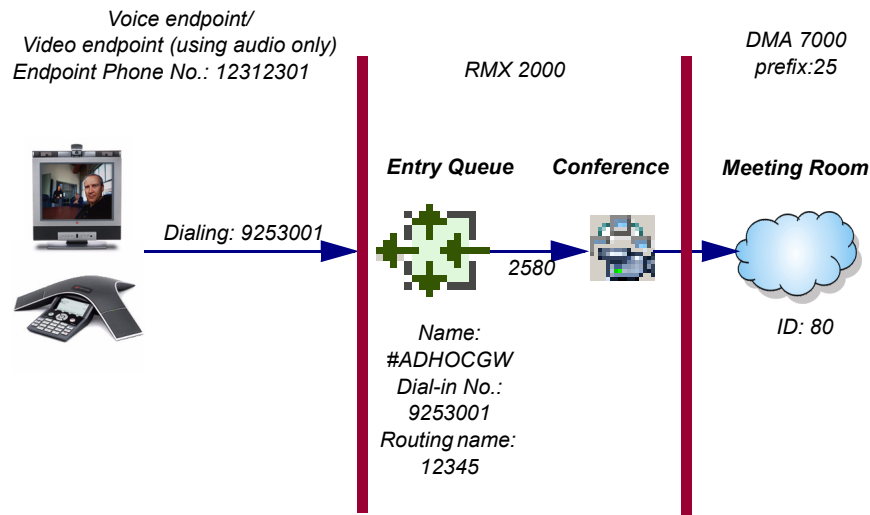 Voice endpoint/
Video endpoint (using audio only)
Endpoint Phone No.: 12312301
RMX 2000
DMA 7000
prefix:25
Entry Queue
Conference
Meeting Room
Dialing: 9253001
2580
Name:
#ADHOCGW
Dial-in No.:
9253001
Routing name:
12345
ID: 80